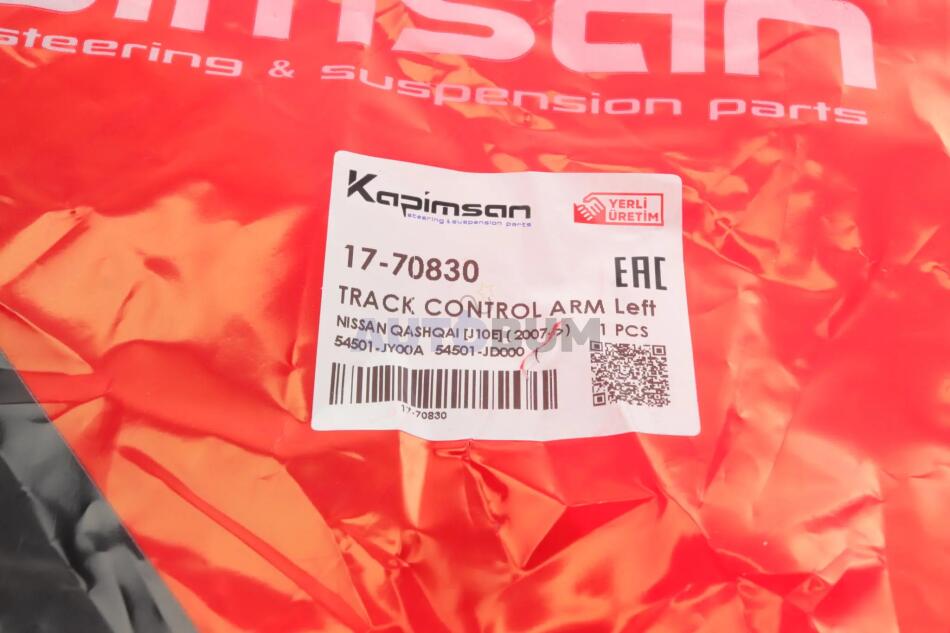 steering & suspension parts
Kapimsan
steering & suspension parts
YERLİ
ÜRETİM
17-70830
EAC
TRACK CONTROL ARM Left
NISSAN QASHQAI [J10E] (2007->) 1 PCS
AUTOBUM
54501-JY00A 54501-JD000
17-70830